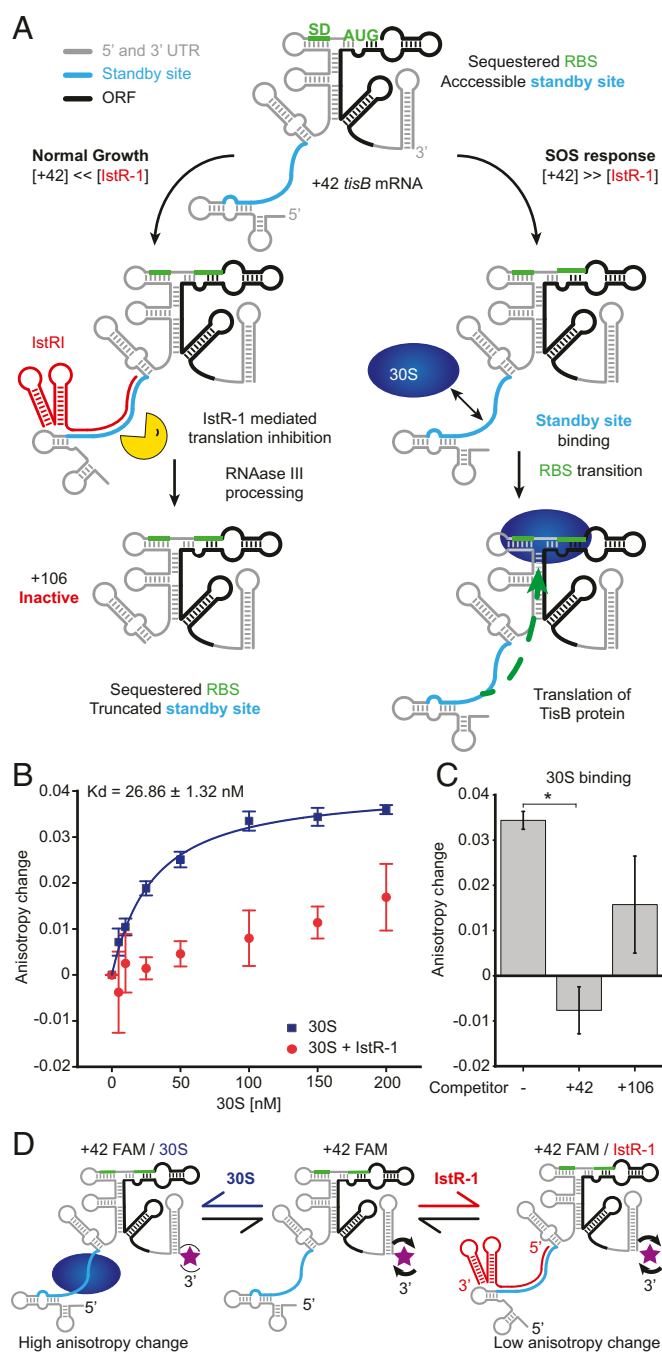 A
SD
AUG
5' and 3' UTR
Standby site
ORF
Sequestered RBS
Acccessible standby site
3'
Normal Growth
[+42] << [IstR-1]
SOS response
[+42] >> [IstR-1]
+42 tisB mRNA
5'
IstRI
30S
IstR-1 mediated
translation inhibition
Standby site
binding
RNAase III
processing
RBS transition
+106
Inactive
Sequestered RBS
Truncated standby site
Translation of
TisB protein
B
Kd = 26.86 ± 1.32 nM
0.04
0.03
0.02
0.01
0
-0.01
-0.02
Anisotropy change
30S
30S + IstR-1
0
50
100
150
200
30S [nM]
C
30S binding
*
0.04
0.03
0.02
0.01
0
-0.01
-0.02
Anisotropy change
Competitor - +42 +106
D
+42 FAM / 30S
+42 FAM
+42 FAM / IstR-1
30S
IstR-1
3'
5'
3'
5'
3'
5'
3'
5'
High anisotropy change
Low anisotropy change